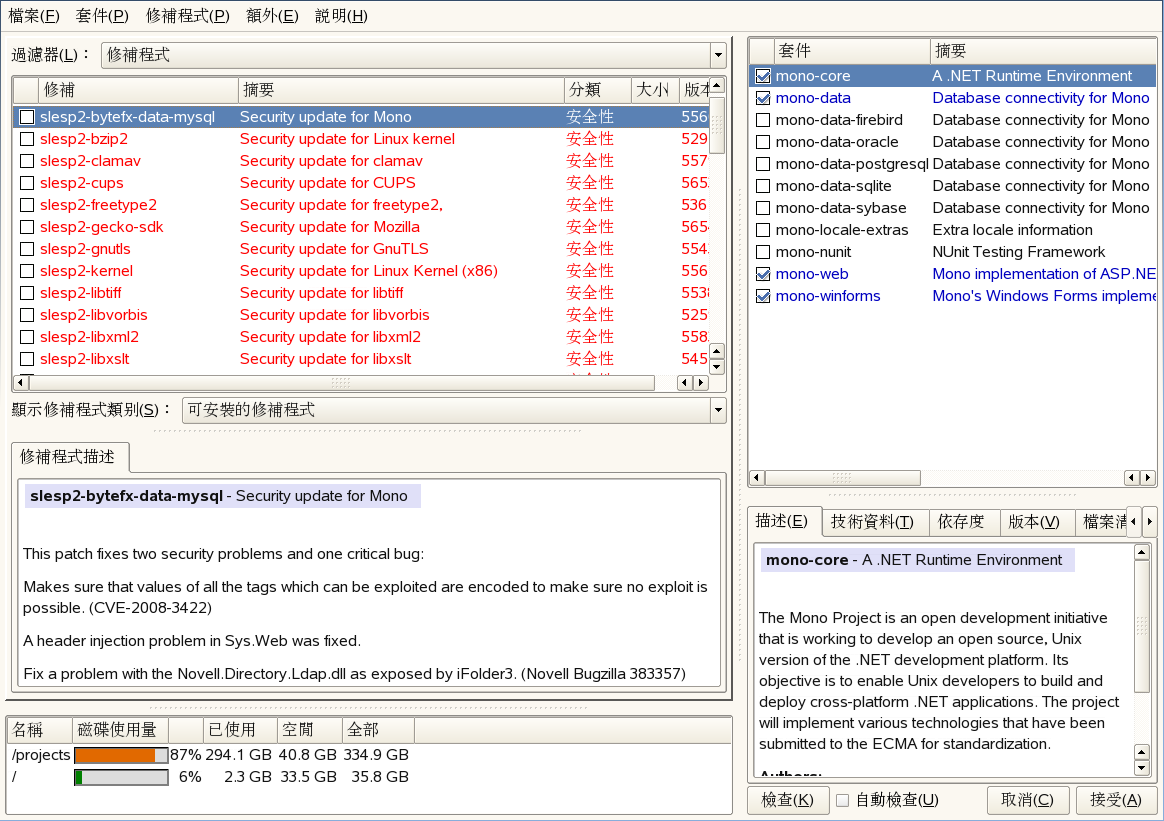 檔案(F) 套件(P) 修補程式(P) 額外(E) 說明(H)
過濾器(L)： 修補程式
修補 摘要 分類 大小 版本
slesp2-bytefx-data-mysql Security update for Mono 安全性 556
slesp2-bzip2 Security update for Linux kernel 安全性 529
slesp2-clamav Security update for clamav 安全性 557
slesp2-cups Security update for CUPS 安全性 565
slesp2-freetype2 Security update for freetype2, 安全性 536
slesp2-gecko-sdk Security update for Mozilla 安全性 565
slesp2-gnutls Security update for GnuTLS 安全性 554
slesp2-kernel Security update for Linux Kernel (x86) 安全性 556
slesp2-libtiff Security update for libtiff 安全性 553
slesp2-libvorbis Security update for libvorbis 安全性 525
slesp2-libxml2 Security update for libxml2 安全性 558
slesp2-libxslt Security update for libxslt 安全性 545
顯示修補程式類別(S)： 可安裝的修補程式
修補程式描述
slesp2-bytefx-data-mysql - Security update for Mono
This patch fixes two security problems and one critical bug:
Makes sure that values of all the tags which can be exploited are encoded to make sure no exploit is
possible. (CVE-2008-3422)
A header injection problem in Sys.Web was fixed.
Fix a problem with the Novell.Directory.Ldap.dll as exposed by iFolder3. (Novell Bugzilla 383357)
名稱 磁碟使用量 已使用 空閒 全部
/projects 87% 294.1 GB 40.8 GB 334.9 GB
/ 6% 2.3 GB 33.5 GB 35.8 GB
套件 摘要
mono-core A .NET Runtime Environment
mono-data Database connectivity for Mono
mono-data-firebird Database connectivity for Mono
mono-data-oracle Database connectivity for Mono
mono-data-postgresql Database connectivity for Mono
mono-data-sqlite Database connectivity for Mono
mono-data-sybase Database connectivity for Mono
mono-locale-extras Extra locale information
mono-nunit NUnit Testing Framework
mono-web Mono implementation of ASP.NE
mono-winforms Mono's Windows Forms impleme
描述(E) 技術資料(T) 依存度 版本(V) 檔案清
mono-core - A .NET Runtime Environment
The Mono Project is an open development initiative
that is working to develop an open source, Unix
version of the .NET development platform. Its
objective is to enable Unix developers to build and
deploy cross-platform .NET applications. The project
will implement various technologies that have been
submitted to the ECMA for standardization.
Authors:
檢查(K) 自動檢查(U) 取消(C) 接受(A)